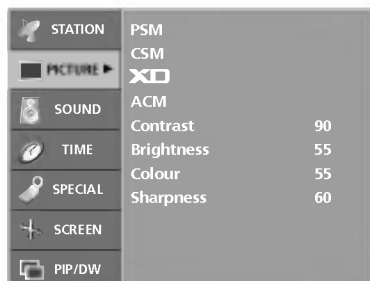 STATION
PICTURE ►
SOUND
TIME
SPECIAL
SCREEN
PIP/DW
PSM
CSM
XD
ACM
Contrast 90
Brightness 55
Colour 55
Sharpness 60